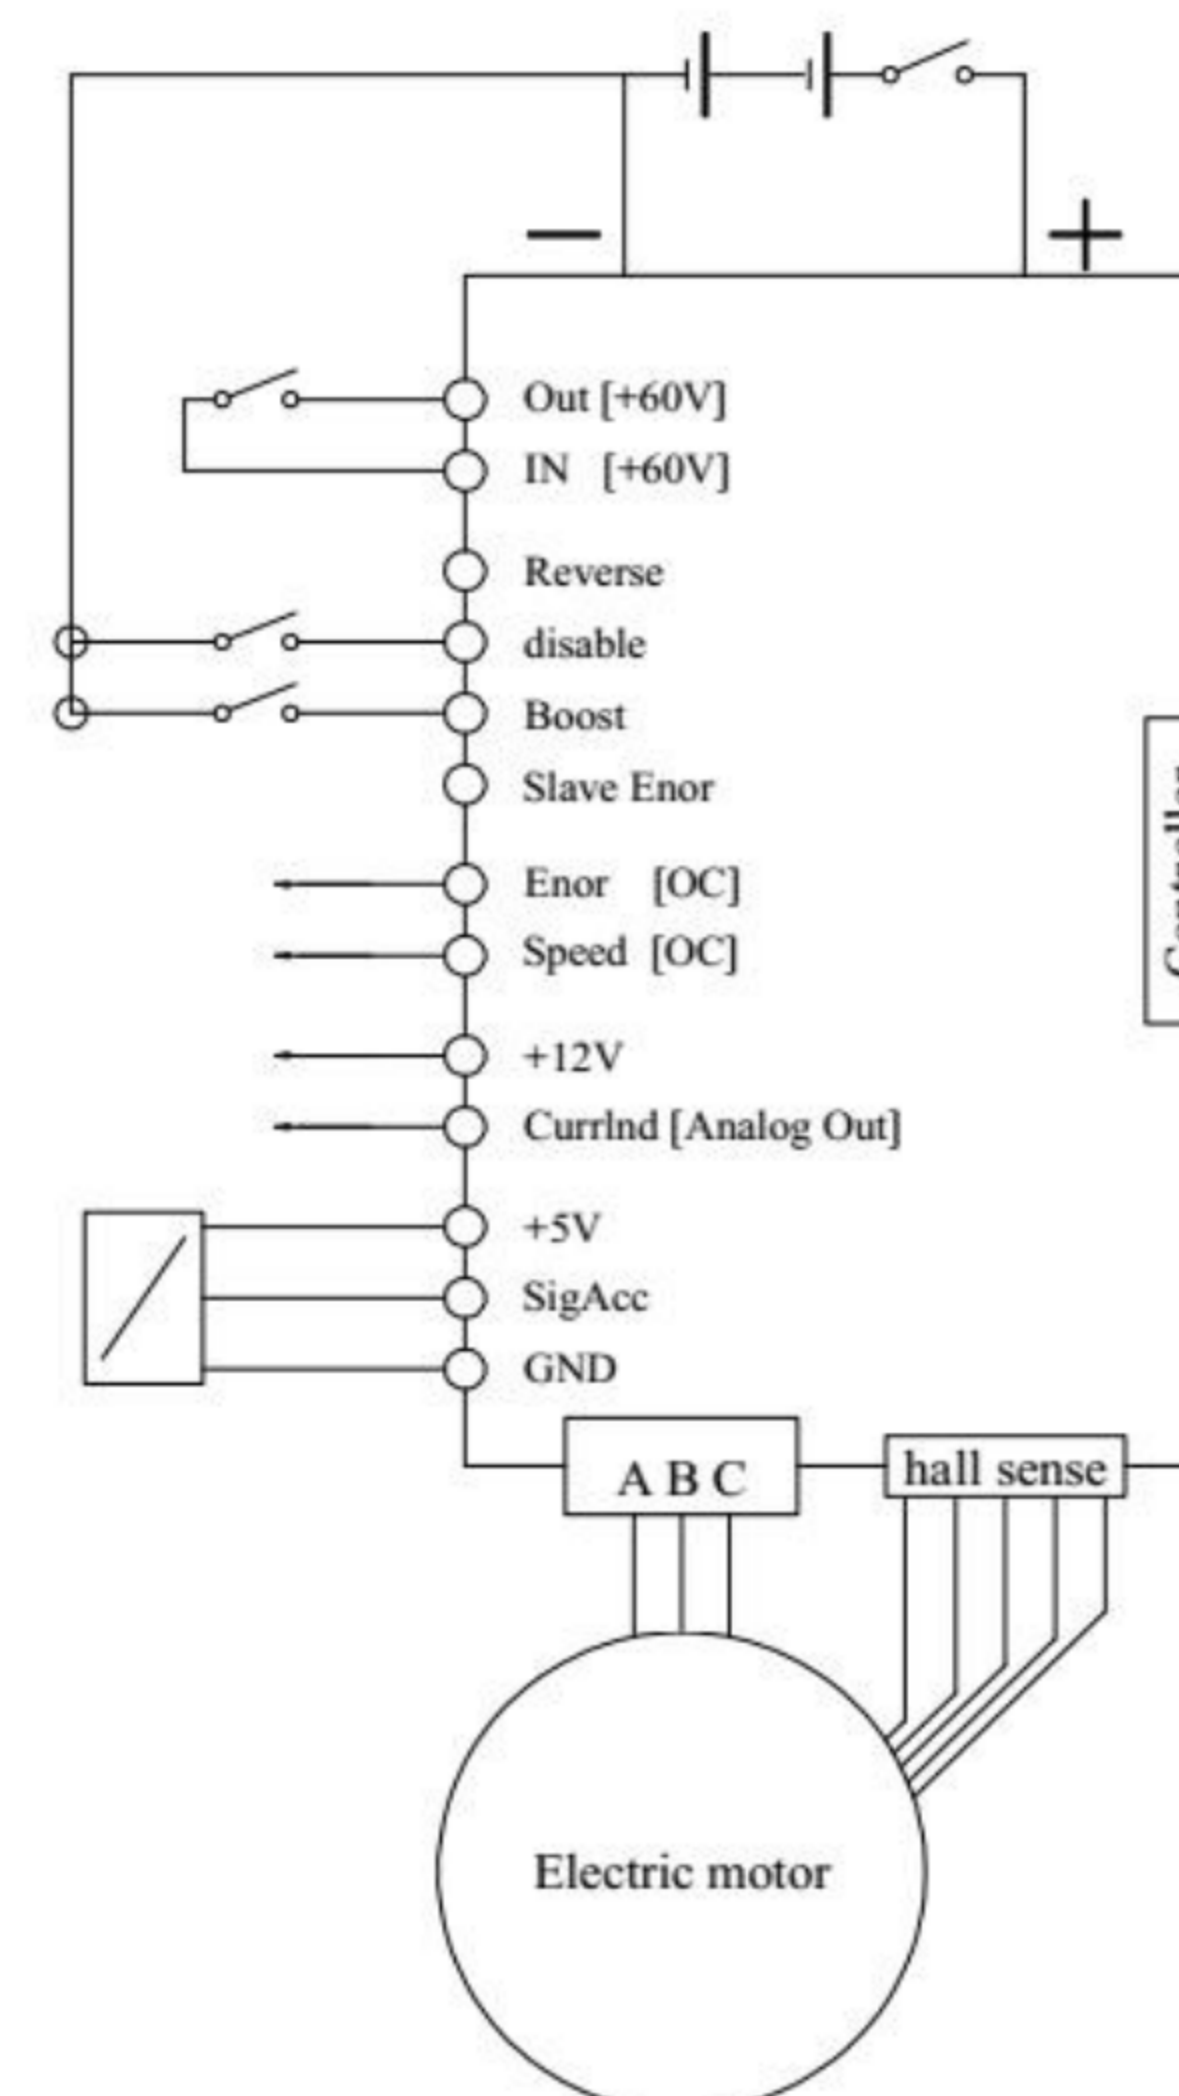 — +
Out [+60V]
IN [+60V]
Reverse
disable
Boost
Slave Enor
Enor [OC]
Speed [OC]
+12V
Currlnd [Analog Out]
+5V
SigAcc
GND
A B C
hall sense
Electric motor